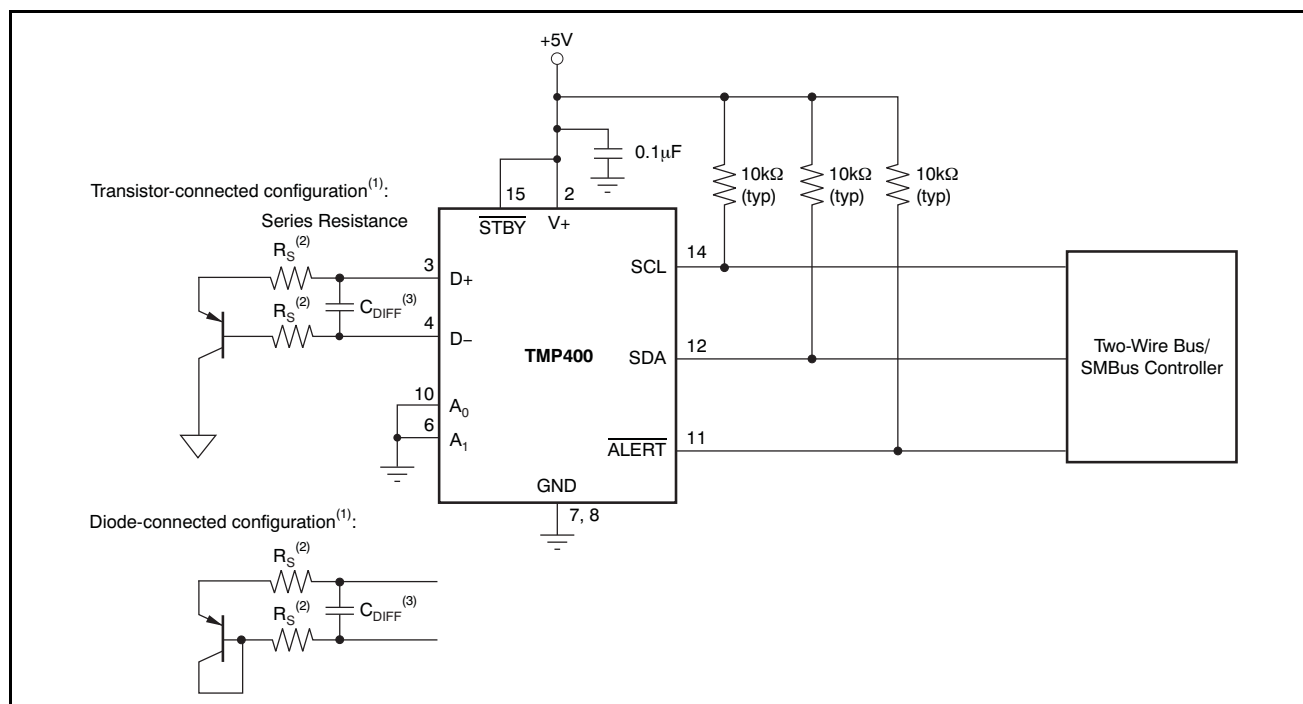 +5V
0.1μF
10kΩ
(typ)
10kΩ
(typ)
10kΩ
(typ)
Transistor-connected configuration(1):
Series Resistance
15
2
STBY
V+
RS(2)
3
D+
CDIFF(3)
RS(2)
4
D−
TMP400
SCL
14
SDA
12
Two-Wire Bus/
SMBus Controller
10
A0
6
A1
ALERT
11
GND
7, 8
Diode-connected configuration(1):
RS(2)
CDIFF(3)
RS(2)